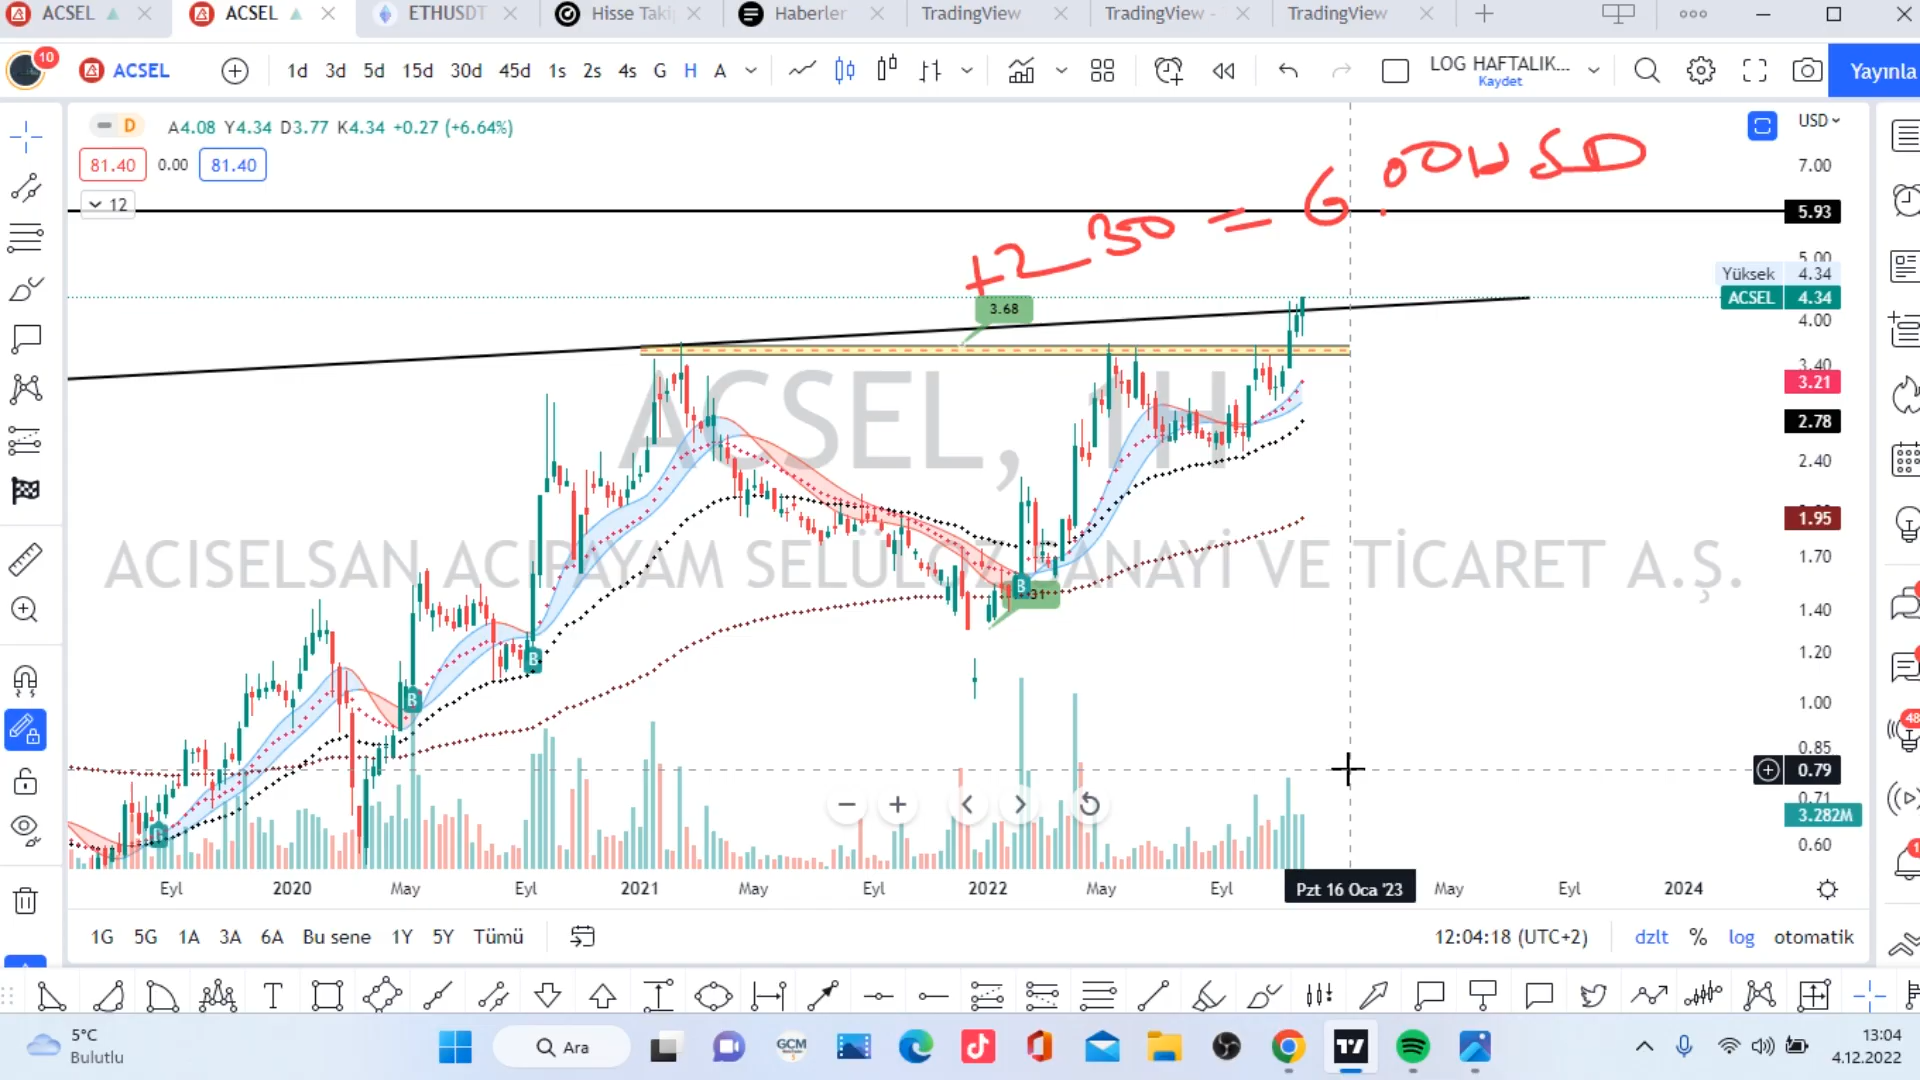 ACSEL
ACSEL
ETHUSDT
Hisse Takip
Haberler
TradingView
TradingView -
TradingView
10
ACSEL
1d 3d 5d 15d 30d 45d 1s 2s 4s G H A
LOG HAFTALIK...
Kaydet
Yayınla
D A4.08 Y4.34 D3.77 K4.34 +0.27 (+6.64%)
81.40 0.00 81.40
12
USD
+2_30 = 6.00USD
7.00
5.93
5.00
Yüksek 4.34
ACSEL 4.34
4.00
3.68
3.40
3.21
2.78
2.40
1.95
1.70
1.40
1.20
1.00
0.85
0.79
0.71
3.282M
0.60
ACSEL, 1H
ACISELSAN ACIPAYAM SELÜLOZ SANAYİ VE TİCARET A.Ş.
B
B
B
Eyl 2020 May Eyl 2021 May Eyl 2022 May Eyl Pzt 16 Oca '23 May Eyl 2024
1G 5G 1A 3A 6A Bu sene 1Y 5Y Tümü
12:04:18 (UTC+2) dzlt % log otomatik
48
5°C
Bulutlu
Ara
GCM
13:04
4.12.2022